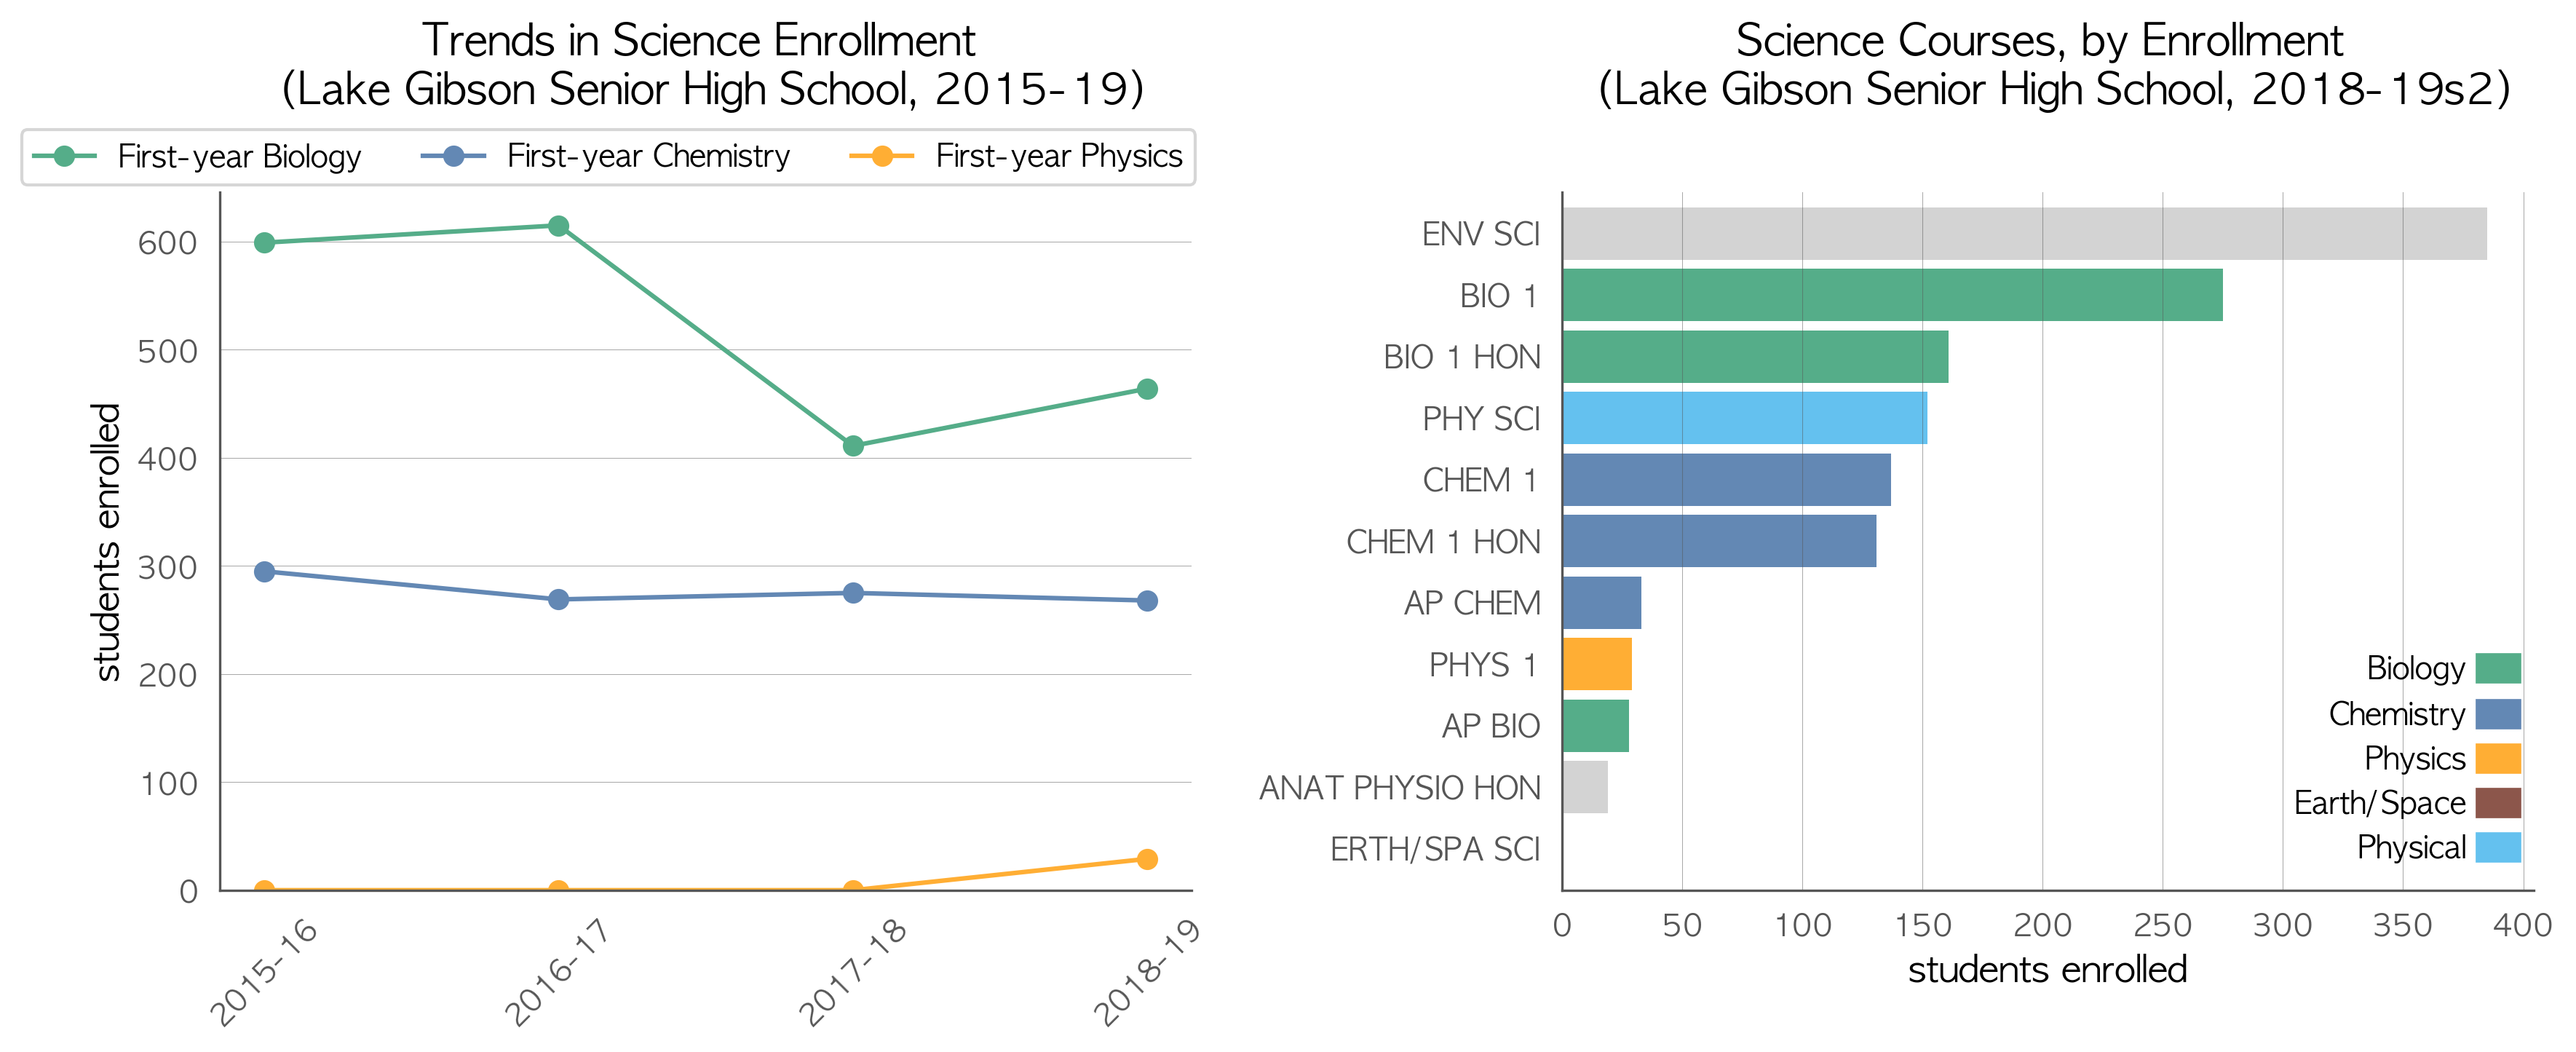 Trends in Science Enrollment
(Lake Gibson Senior High School, 2015-19)
First-year Biology
First-year Chemistry
First-year Physics
students enrolled
600
500
400
300
200
100
0
2015-16
2016-17
2017-18
2018-19
Science Courses, by Enrollment
(Lake Gibson Senior High School, 2018-19s2)
ENV SCI
BIO 1
BIO 1 HON
PHY SCI
CHEM 1
CHEM 1 HON
AP CHEM
PHYS 1
AP BIO
ANAT PHYSIO HON
ERTH/SPA SCI
Biology
Chemistry
Physics
Earth/Space
Physical
0
50
100
150
200
250
300
350
400
students enrolled